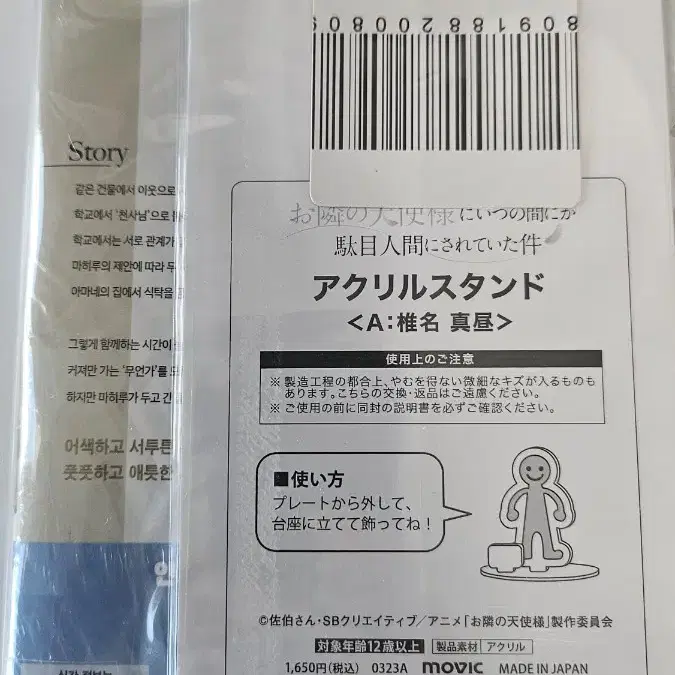 Story
같은 건물에서 이웃으로
학교에서 '천사님'으로
학교에서는 서로 관계가
마히루의 제안에 따라
아마네의 집에서 식탁을
그렇게 함께하는 시간이
커져만 가는 '무언가'를
하지만 마히루가 두고
어색하고 서투른
풋풋하고 애틋한
8091882000809
お隣の天使様にいつの間にか
駄目人間にされていた件
アクリルスタンド
<A:椎名 真昼>
使用上のご注意
※ 製造工程の都合上、やむを得ない微細なキズが入るものも
あります。こちらの交換・返品はご遠慮ください。
※ ご使用の前に同封の説明書を必ずご確認ください。
■使い方
プレートから外して、
台座に立てて飾ってね!
©佐伯さん・SBクリエイティブ/アニメ「お隣の天使様」製作委員会
対象年齢12歳以上 製品素材 アクリル
1,650円(税込) 0323A movic MADE IN JAPAN